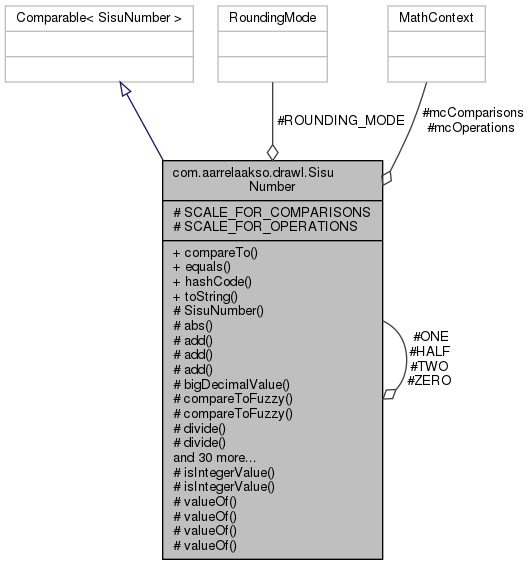 Comparable< SisuNumber >
RoundingMode
MathContext
#ROUNDING_MODE
#mcComparisons
#mcOperations
com.aarrelaakso.drawl.Sisu
Number
# SCALE_FOR_COMPARISONS
# SCALE_FOR_OPERATIONS
+ compareTo()
+ equals()
+ hashCode()
+ toString()
# SisuNumber()
# abs()
# add()
# add()
# add()
# bigDecimalValue()
# compareToFuzzy()
# compareToFuzzy()
# divide()
# divide()
and 30 more...
# isIntegerValue()
# isIntegerValue()
# valueOf()
# valueOf()
# valueOf()
# valueOf()
#ONE
#HALF
#TWO
#ZERO